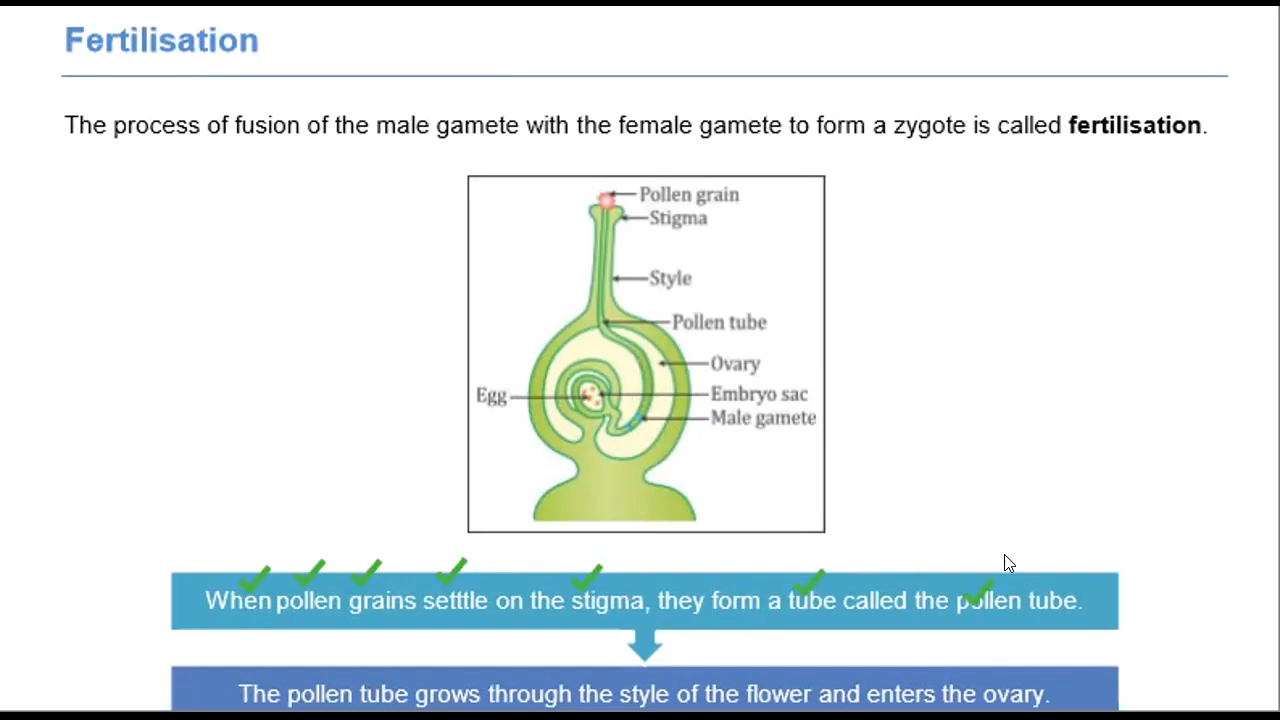 Fertilisation
The process of fusion of the male gamete with the female gamete to form a zygote is called fertilisation.
Pollen grain
Stigma
Style
Pollen tube
Ovary
Egg
Embryo sac
Male gamete
When pollen grains setttle on the stigma, they form a tube called the pollen tube.
The pollen tube grows through the style of the flower and enters the ovary.